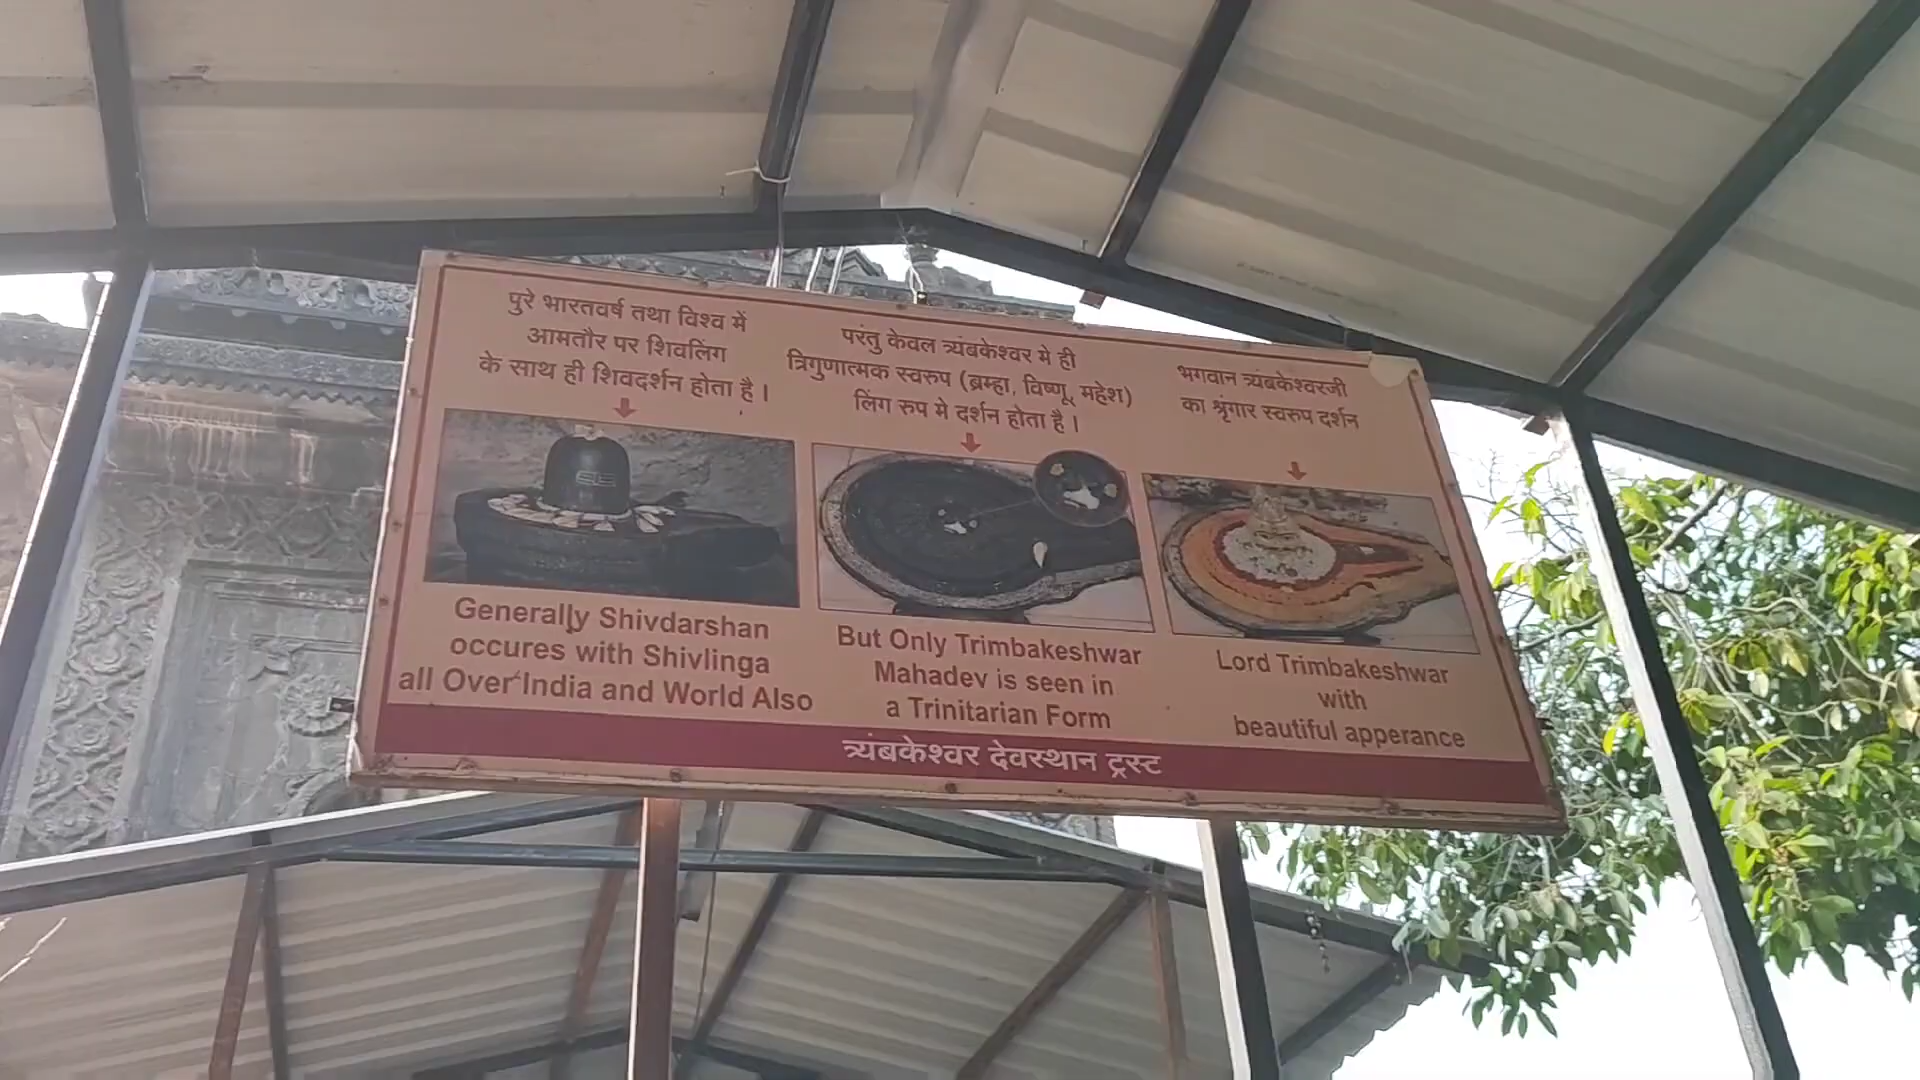 पुरे भारतवर्ष तथा विश्व में
आमतौर पर शिवलिंग
के साथ ही शिवदर्शन होता है ।
Generally Shivdarshan
occures with Shivlinga
all Over India and World Also
परंतु केवल त्र्यंबकेश्वर मे ही
त्रिगुणात्मक स्वरुप (ब्रम्हा, विष्णू, महेश)
लिंग रुप मे दर्शन होता है ।
But Only Trimbakeshwar
Mahadev is seen in
a Trinitarian Form
भगवान त्र्यंबकेश्वरजी
का श्रृंगार स्वरुप दर्शन
Lord Trimbakeshwar
with
beautiful apperance
त्र्यंबकेश्वर देवस्थान ट्रस्ट